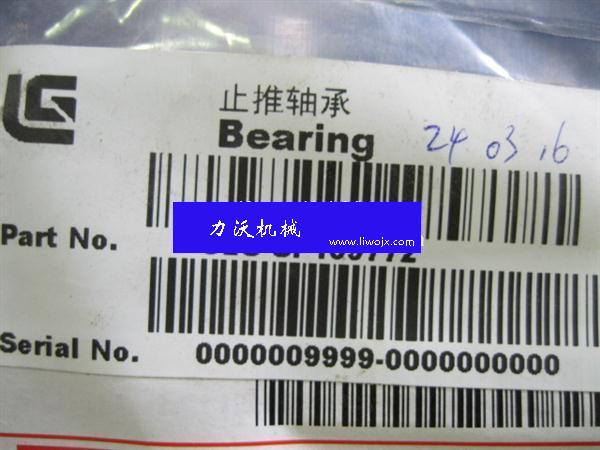 止推轴承
Bearing
24 03 16
力沃机械
www.liwojx.com
Part No.
Serial No. 0000009999-0000000000